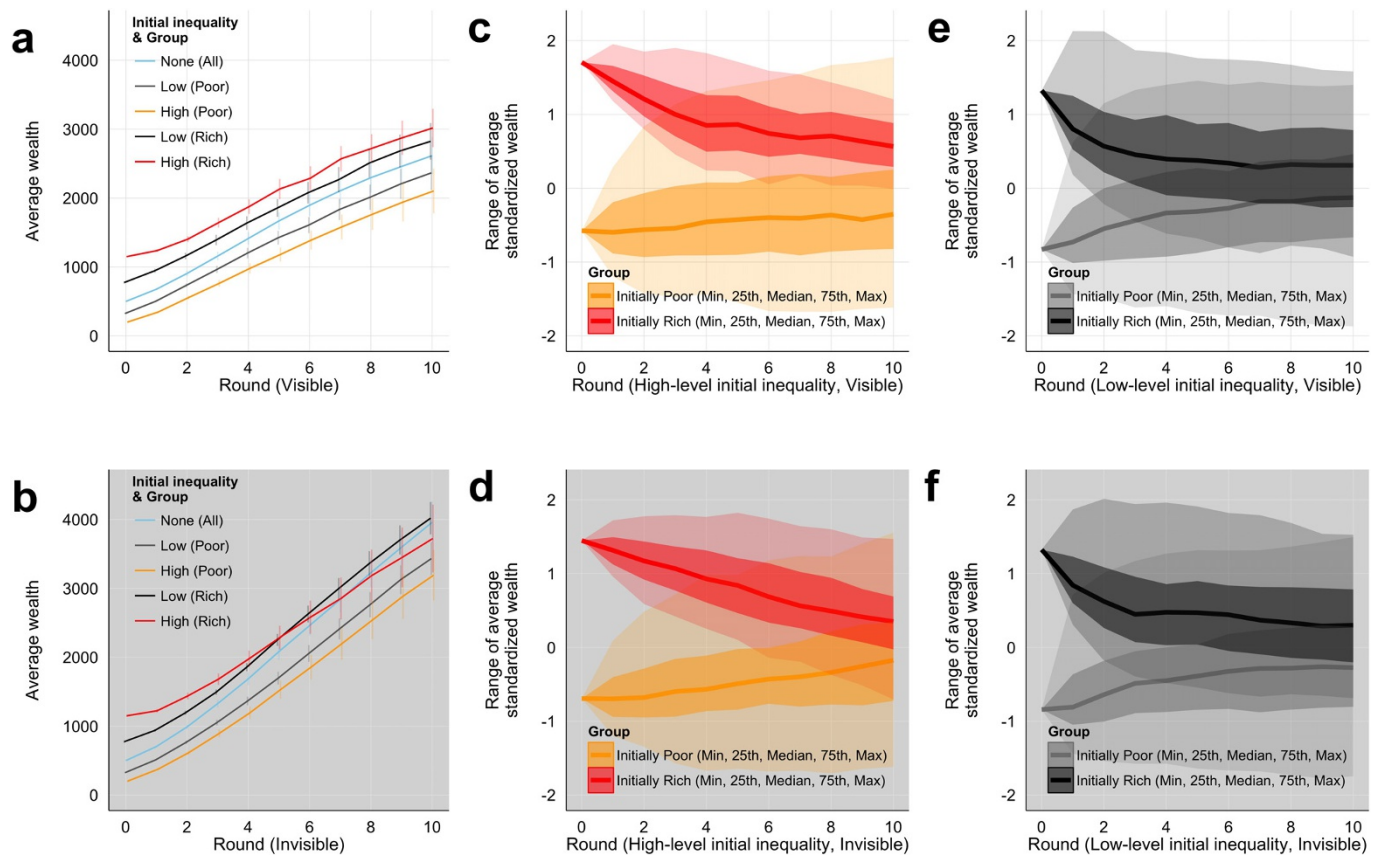 a
Initial inequality
& Group
None (All)
Low (Poor)
High (Poor)
Low (Rich)
High (Rich)
4000
3000
2000
1000
0
Average wealth
0 2 4 6 8 10
Round (Visible)
c
2
1
0
-1
-2
Range of average
standardized wealth
Group
Initially Poor (Min, 25th, Median, 75th, Max)
Initially Rich (Min, 25th, Median, 75th, Max)
0 2 4 6 8 10
Round (High-level initial inequality, Visible)
e
2
1
0
-1
-2
Range of average
standardized wealth
Group
Initially Poor (Min, 25th, Median, 75th, Max)
Initially Rich (Min, 25th, Median, 75th, Max)
0 2 4 6 8 10
Round (Low-level initial inequality, Visible)
b
Initial inequality
& Group
None (All)
Low (Poor)
High (Poor)
Low (Rich)
High (Rich)
4000
3000
2000
1000
0
Average wealth
0 2 4 6 8 10
Round (Invisible)
d
2
1
0
-1
-2
Range of average
standardized wealth
Group
Initially Poor (Min, 25th, Median, 75th, Max)
Initially Rich (Min, 25th, Median, 75th, Max)
0 2 4 6 8 10
Round (High-level initial inequality, Invisible)
f
2
1
0
-1
-2
Range of average
standardized wealth
Group
Initially Poor (Min, 25th, Median, 75th, Max)
Initially Rich (Min, 25th, Median, 75th, Max)
0 2 4 6 8 10
Round (Low-level initial inequality, Invisible)